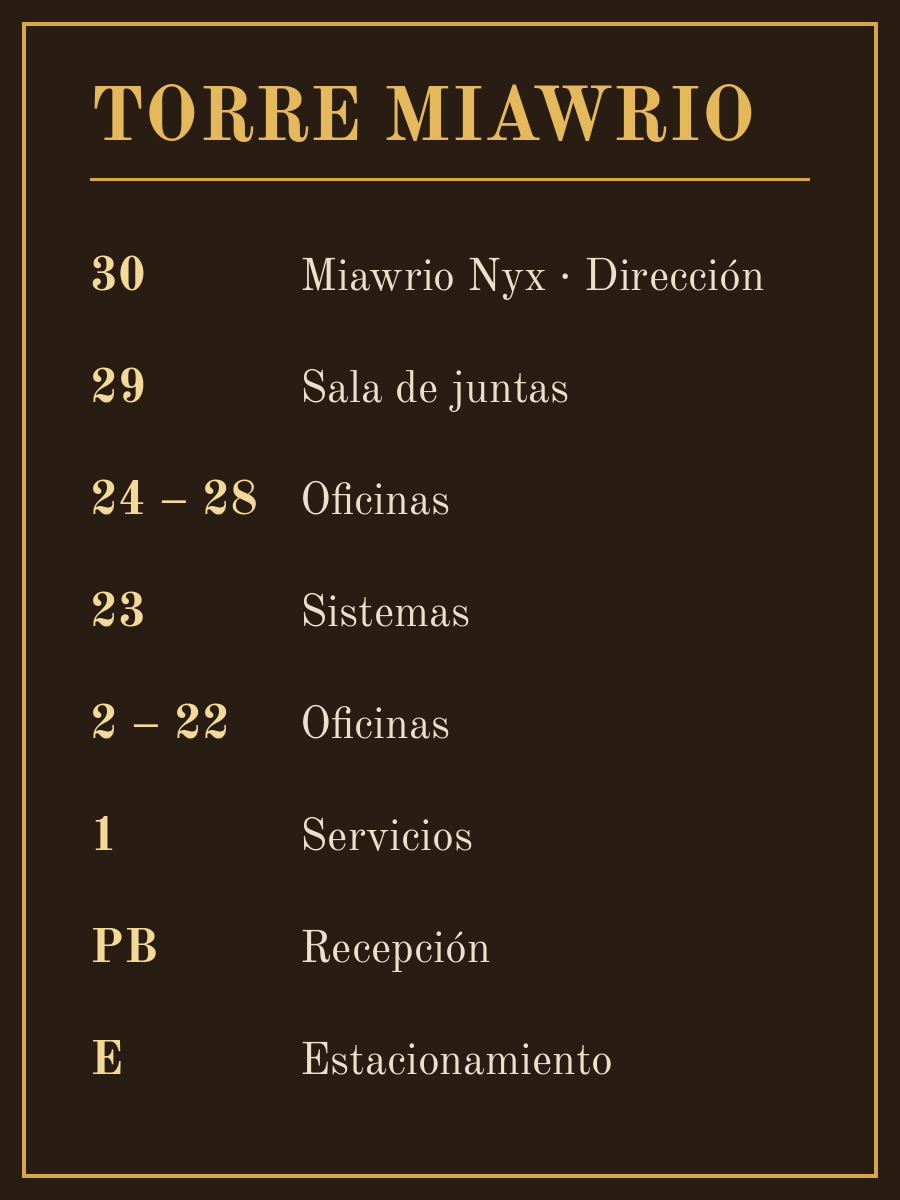 TORRE MIAWRIO
30 Miawrio Nyx · Dirección
29 Sala de juntas
24 – 28 Oficinas
23 Sistemas
2 – 22 Oficinas
1 Servicios
PB Recepción
E Estacionamiento